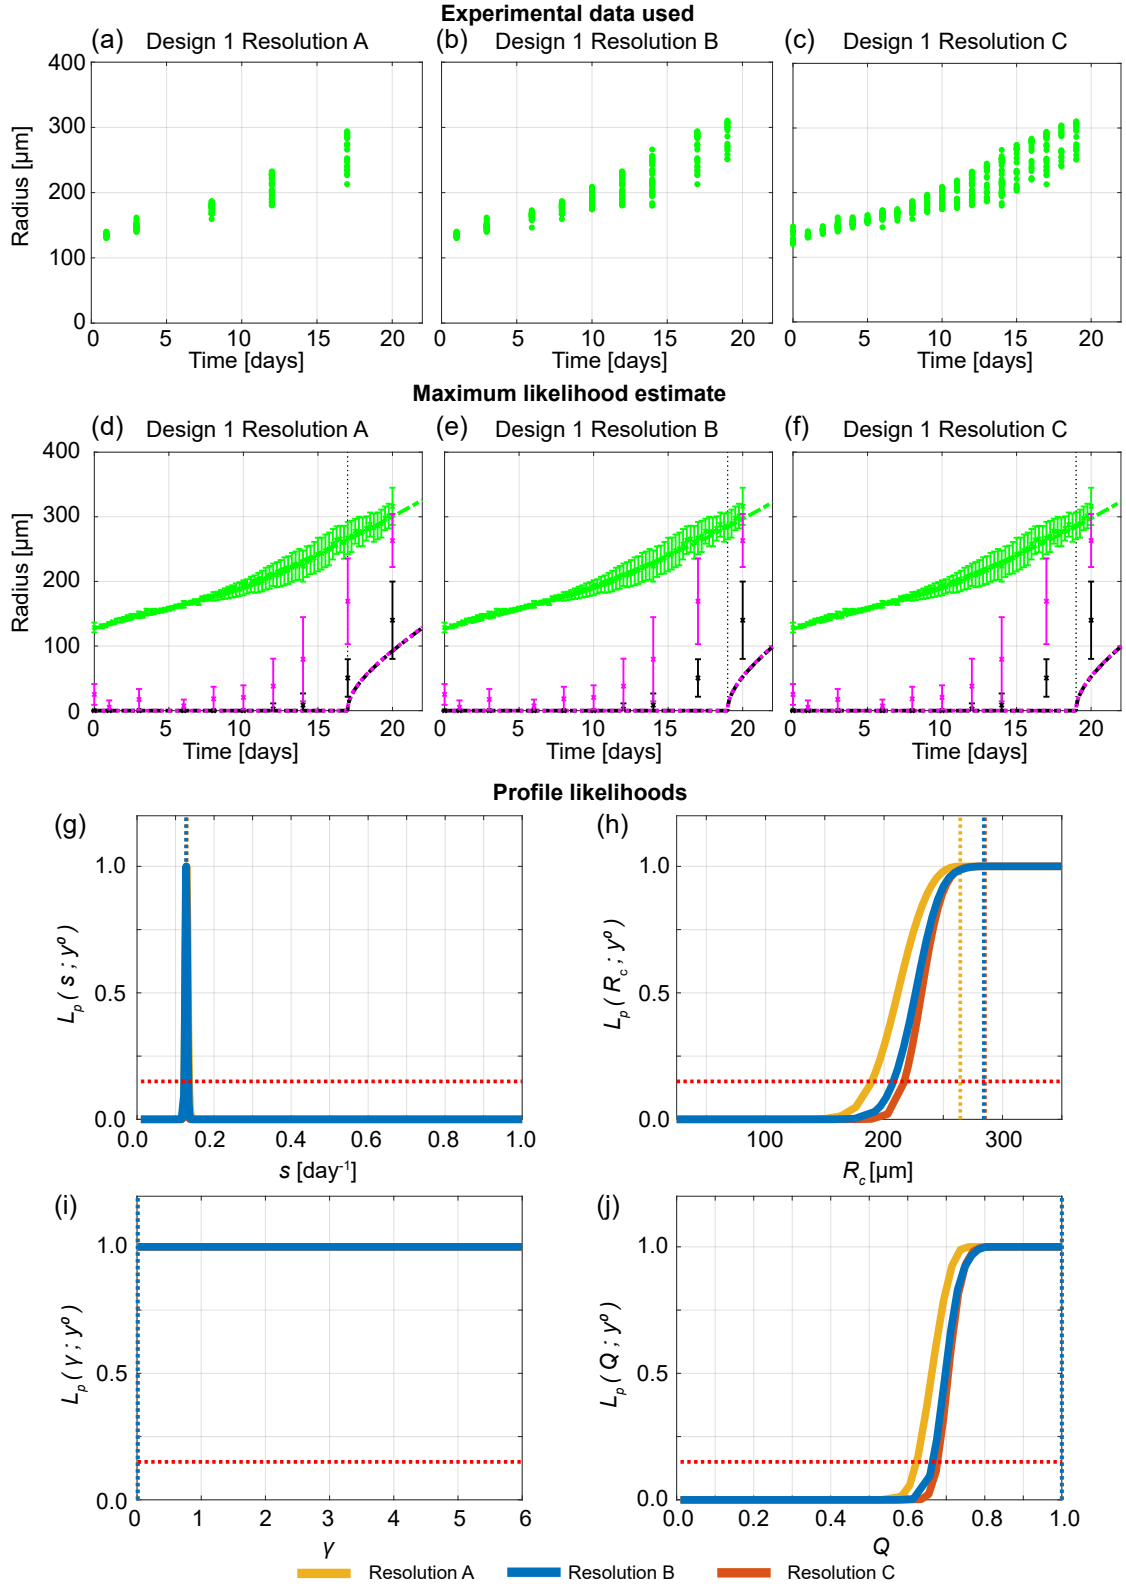 Experimental data used
(a) Design 1 Resolution A (b) Design 1 Resolution B (c) Design 1 Resolution C
400
300
200
100
0
Radius [µm]
0 5 10 15 20 0 5 10 15 20 0 5 10 15 20
Time [days] Time [days] Time [days]
Maximum likelihood estimate
(d) Design 1 Resolution A (e) Design 1 Resolution B (f) Design 1 Resolution C
400
300
200
100
0
Radius [µm]
0 5 10 15 20 0 5 10 15 20 0 5 10 15 20
Time [days] Time [days] Time [days]
Profile likelihoods
(g) (h)
1.0 1.0
0.5 0.5
0.0 0.0
Lp( s ; yº ) Lp( Rc ; yº )
0.0 0.2 0.4 0.6 0.8 1.0 100 200 300
s [day-1] Rc [µm]
(i) (j)
1.0 1.0
0.5 0.5
0.0 0.0
Lp( γ ; yº ) Lp( Q ; yº )
0 1 2 3 4 5 6 0.0 0.2 0.4 0.6 0.8 1.0
γ Q
Resolution A Resolution B Resolution C